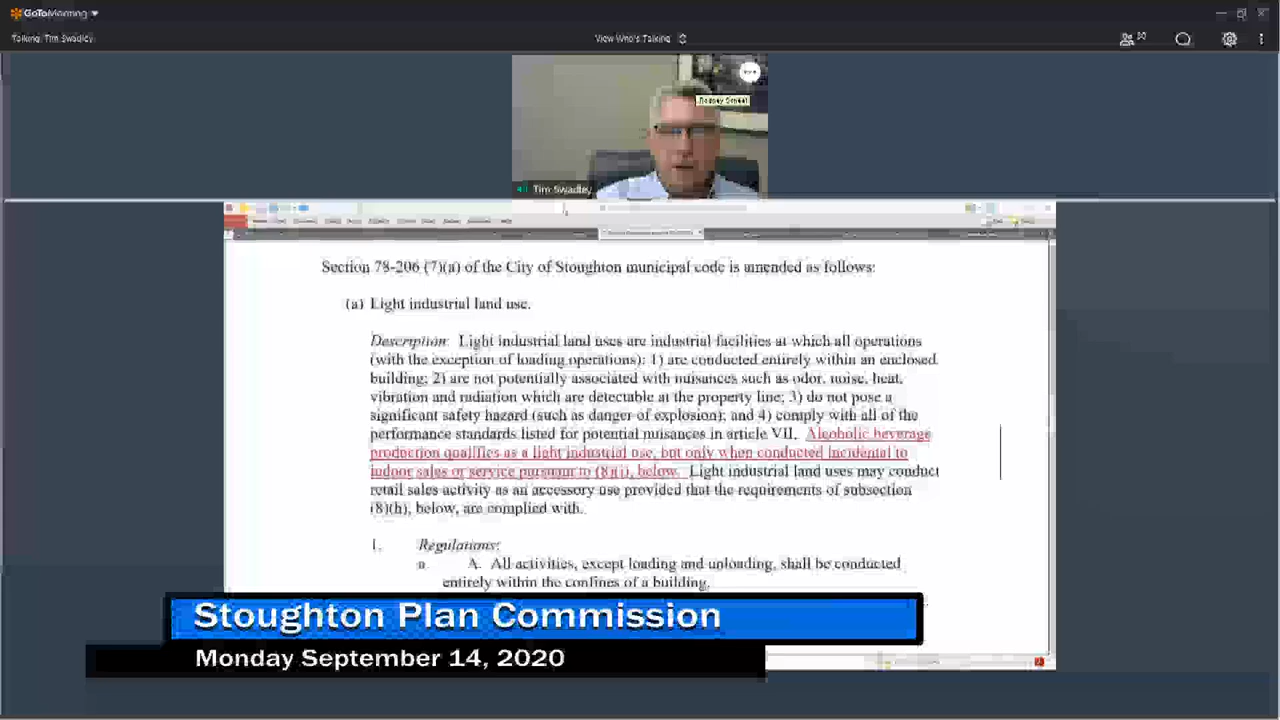 GoToMeeting
Talking: Tim Swadley
View Who's Talking
Tim Swadley
Section 78-206 (7)(a) of the City of Stoughton municipal code is amended as follows:
(a) Light industrial land use.
Description: Light industrial land uses are industrial facilities at which all operations
(with the exception of loading operations): 1) are conducted entirely within an enclosed
building; 2) are not potentially associated with nuisances such as odor, noise, heat,
vibration and radiation which are detectable at the property line; 3) do not pose a
significant safety hazard (such as danger of explosion); and 4) comply with all of the
performance standards listed for potential nuisances in article VII. Alcoholic beverage
production qualifies as a light industrial use, but only when conducted incidental to
indoor sales or service pursuant to (8)(i), below. Light industrial land uses may conduct
retail sales activity as an accessory use provided that the requirements of subsection
(8)(h), below, are complied with.
1. Regulations:
a. A. All activities, except loading and unloading, shall be conducted
entirely within the confines of a building.
Stoughton Plan Commission
Monday September 14, 2020